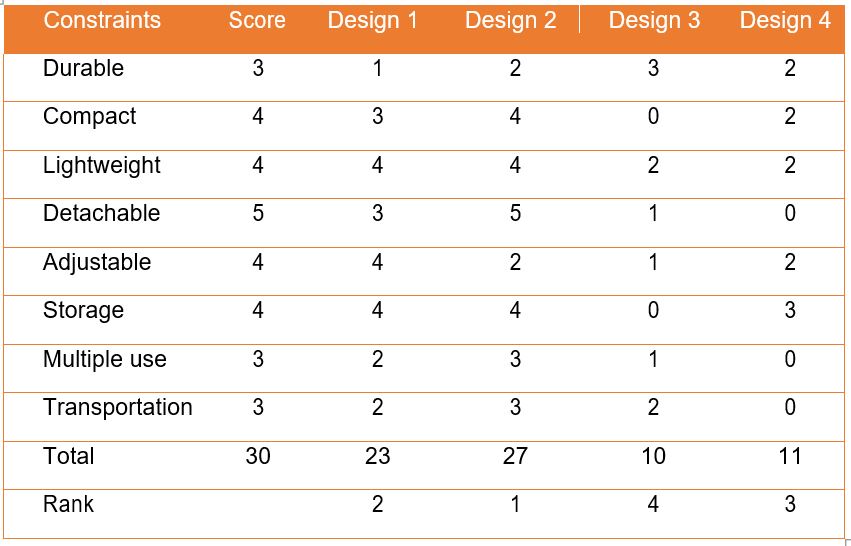 Constraints Score Design 1 Design 2 Design 3 Design 4
Durable 3 1 2 3 2
Compact 4 3 4 0 2
Lightweight 4 4 4 2 2
Detachable 5 3 5 1 0
Adjustable 4 4 2 1 2
Storage 4 4 4 0 3
Multiple use 3 2 3 1 0
Transportation 3 2 3 2 0
Total 30 23 27 10 11
Rank 2 1 4 3